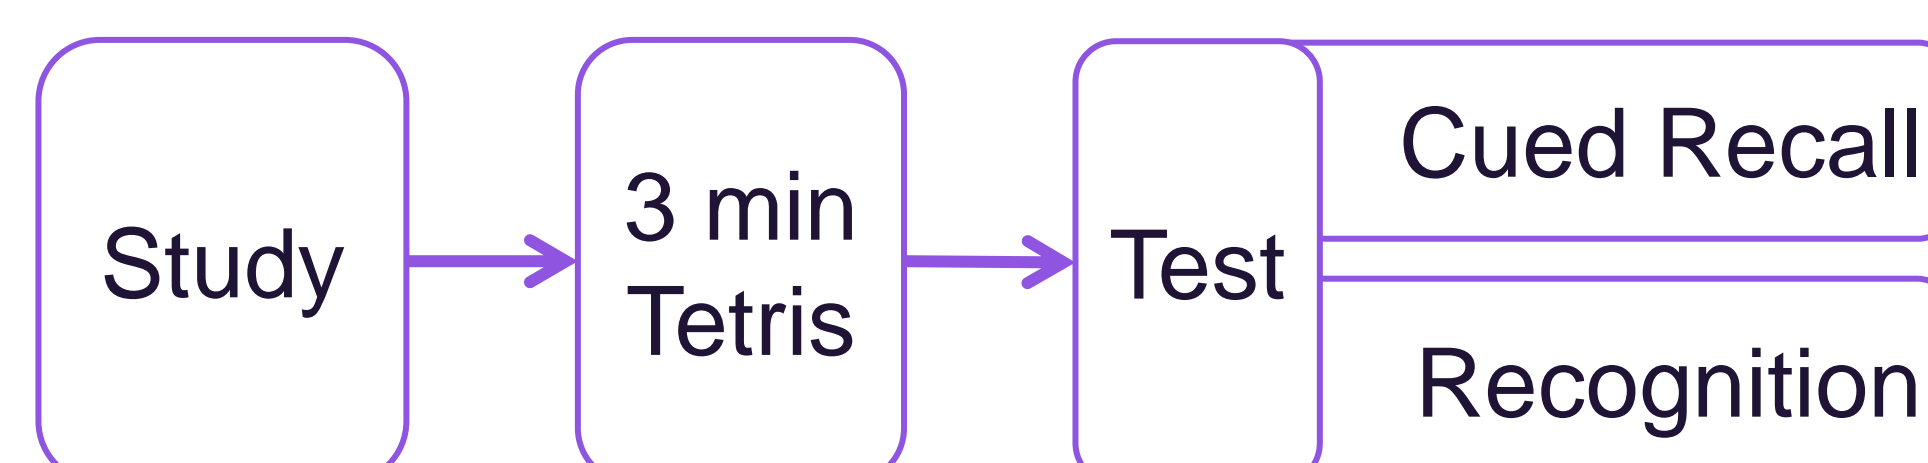 Study
3 min
Tetris
Test
Cued Recall
Recognition